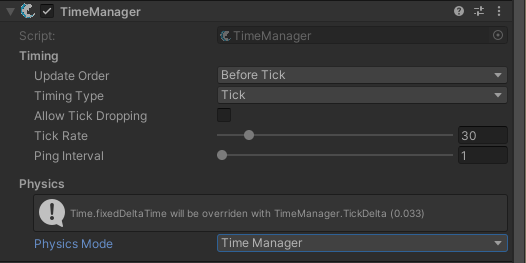 TimeManager
Script: TimeManager
Timing
Update Order Before Tick
Timing Type Tick
Allow Tick Dropping
Tick Rate 30
Ping Interval 1
Physics
Time.fixedDeltaTime will be overriden with TimeManager.TickDelta (0.033)
Physics Mode Time Manager